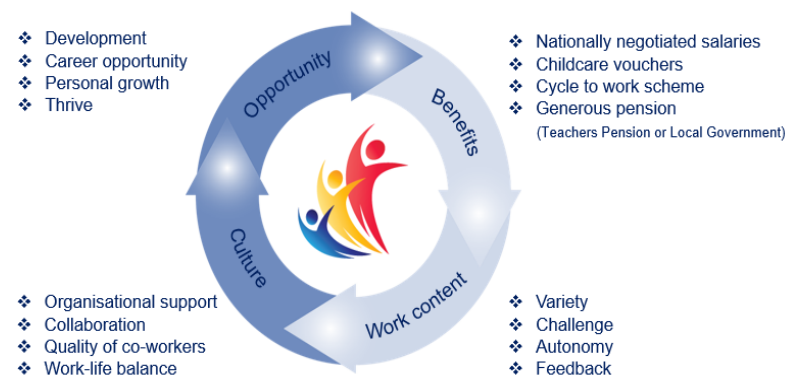 ❖ Development
❖ Career opportunity
❖ Personal growth
❖ Thrive
Opportunity
Benefits
❖ Nationally negotiated salaries
❖ Childcare vouchers
❖ Cycle to work scheme
❖ Generous pension
(Teachers Pension or Local Government)
Culture
Work content
❖ Organisational support
❖ Collaboration
❖ Quality of co-workers
❖ Work-life balance
❖ Variety
❖ Challenge
❖ Autonomy
❖ Feedback